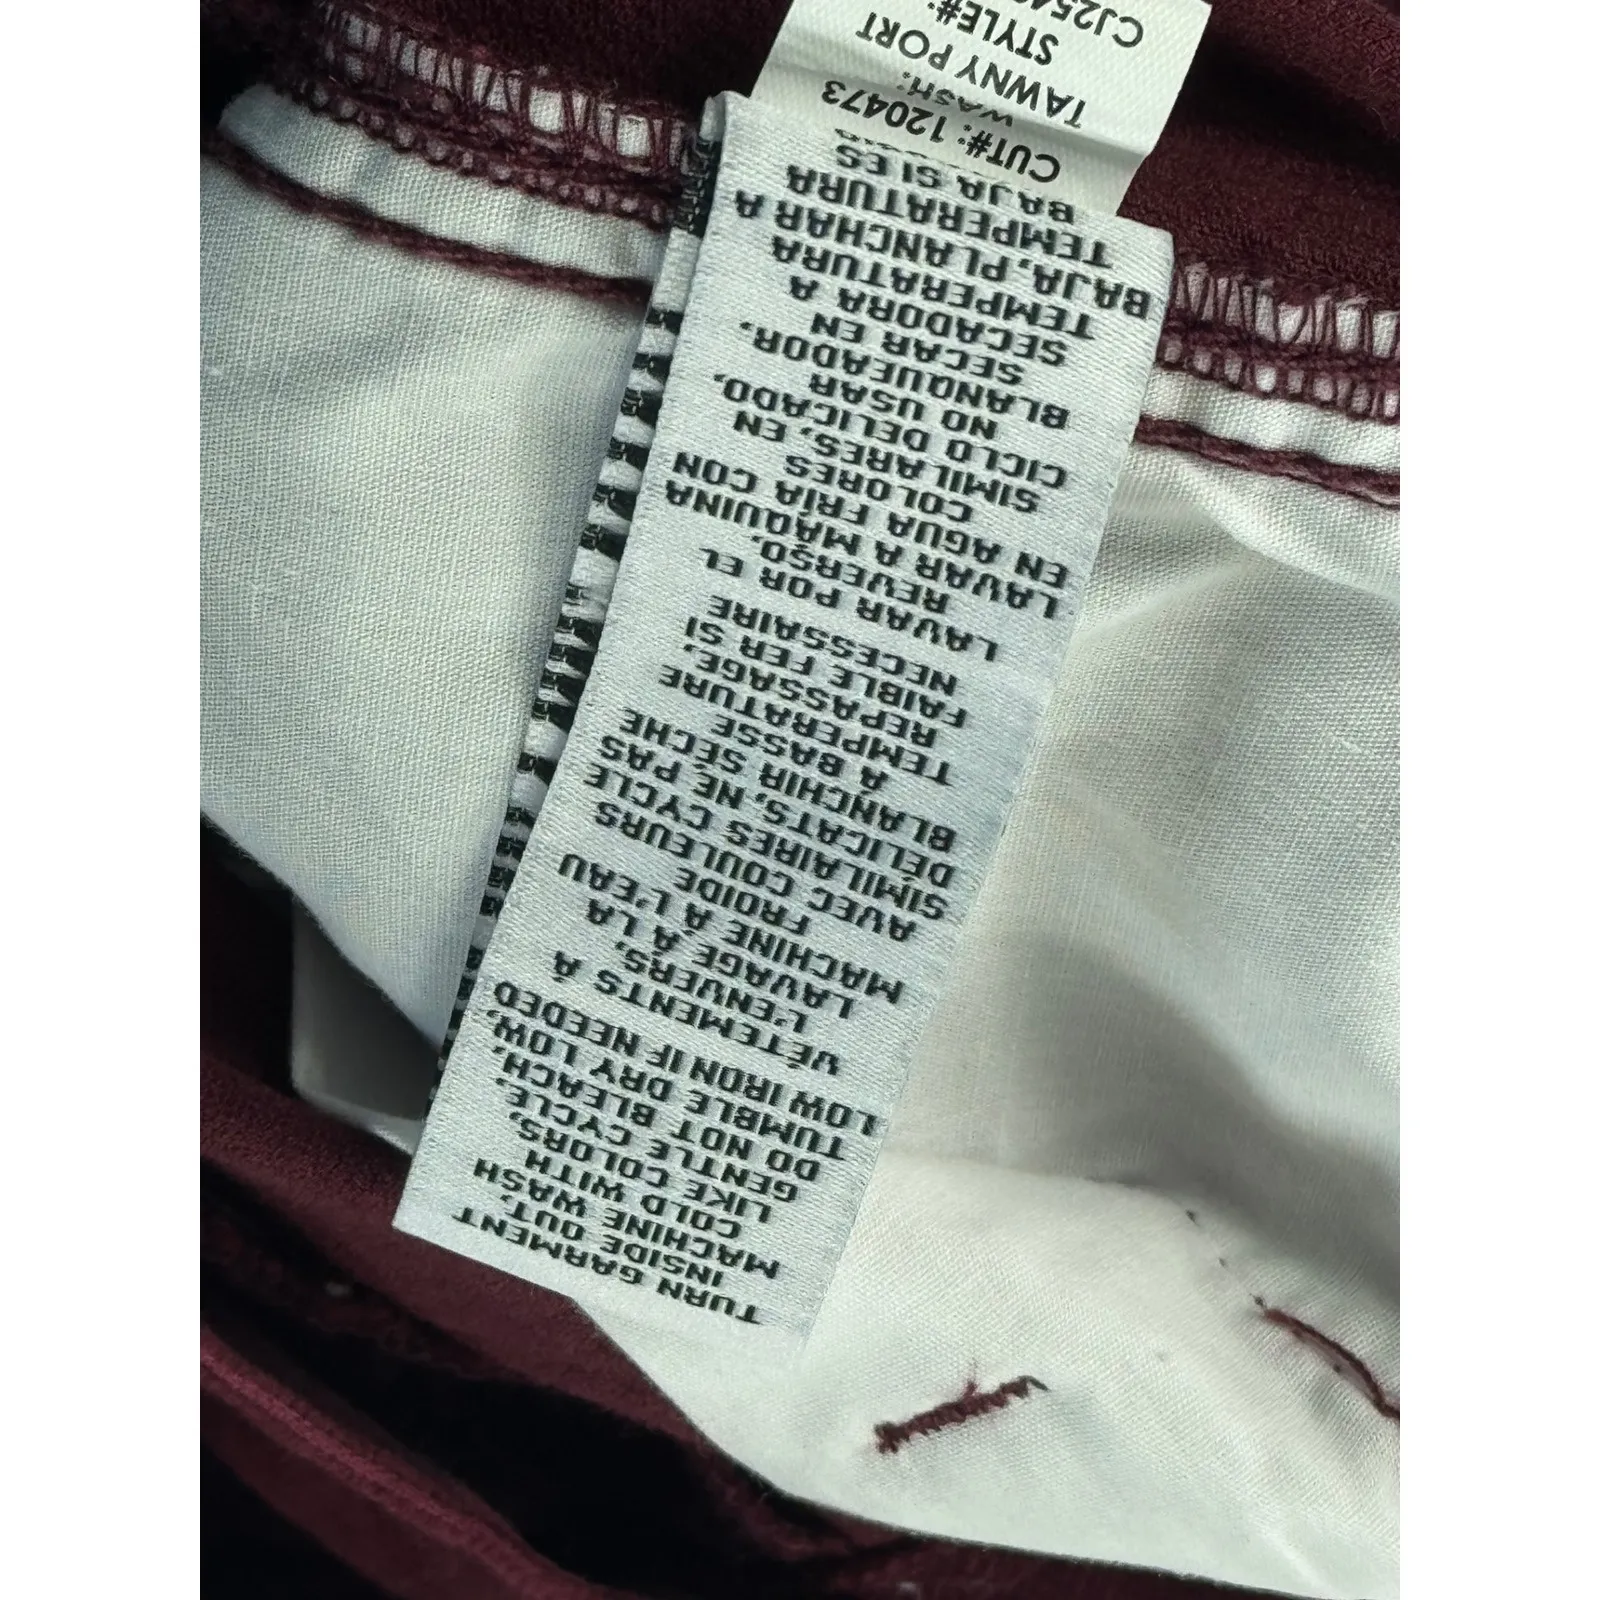 TURN GARMENT
INSIDE OUT,
MACHINE WASH
COLD WITH
LIKE COLORS,
GENTLE CYCLE,
DO NOT BLEACH,
TUMBLE DRY LOW,
LOW IRON IF NEEDED
VÉTEMENTS Á
L'ENVERS,
LAVAGE Á LA
MACHINE Á L'EAU
FROIDE
AVEC COULEURS
SIMILAIRES CYCLE
DÉLICATS, NE PAS
BLANCHIR SÉCHE
Á BASSE
TEMPERATURE
REPASSAGE,
FAIBLE FER SI
NECESSAIRE
LAVAR POR EL
REVERSO,
LAVAR A MÁQUINA
EN AGUA FRÍA CON
COLORES
SIMILARES, EN
CICLO DELICADO,
NO USAR
BLANQUEADOR,
SECAR EN
SECADORA A
TEMPERATURA
BAJA, PLANCHAR A
TEMPERATURA
BAJA SI ES
CUT#: 120473
WASH:
TAWNY PORT
STYLE#: